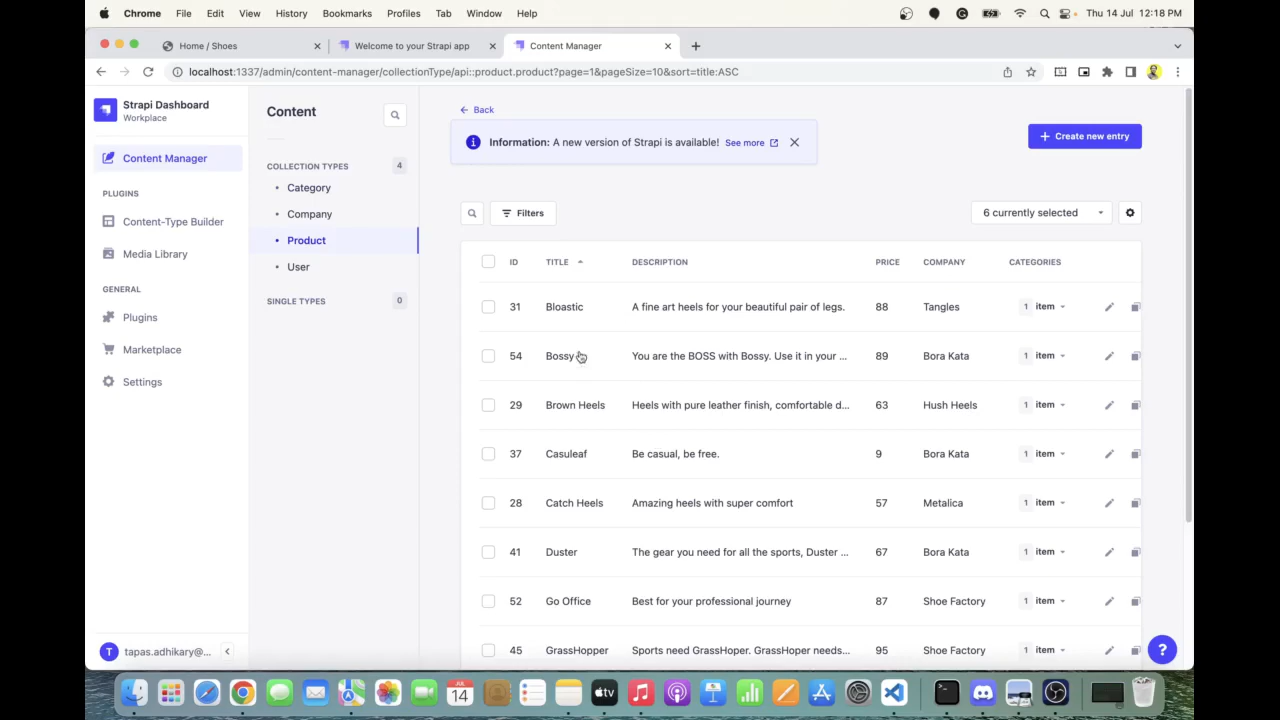 Chrome File Edit View History Bookmarks Profiles Tab Window Help Thu 14 Jul 12:18 PM
Home / Shoes Welcome to your Strapi app Content Manager
localhost:1337/admin/content-manager/collectionType/api::product.product?page=1&pageSize=10&sort=title:ASC
Strapi Dashboard
Workplace
Content Manager
PLUGINS
Content-Type Builder
Media Library
GENERAL
Plugins
Marketplace
Settings
T tapas.adhikary@...
Content
COLLECTION TYPES 4
Category
Company
Product
User
SINGLE TYPES 0
Back
Information: A new version of Strapi is available! See more
Create new entry
Filters
6 currently selected
ID TITLE DESCRIPTION PRICE COMPANY CATEGORIES
31 Bloastic A fine art heels for your beautiful pair of legs. 88 Tangles 1 item
54 Bossy You are the BOSS with Bossy. Use it in your ... 89 Bora Kata 1 item
29 Brown Heels Heels with pure leather finish, comfortable d... 63 Hush Heels 1 item
37 Casuleaf Be casual, be free. 9 Bora Kata 1 item
28 Catch Heels Amazing heels with super comfort 57 Metalica 1 item
41 Duster The gear you need for all the sports, Duster ... 67 Bora Kata 1 item
52 Go Office Best for your professional journey 87 Shoe Factory 1 item
45 GrassHopper Sports need GrassHoper. GrassHoper needs... 95 Shoe Factory 1 item
?
JUL
14
tv